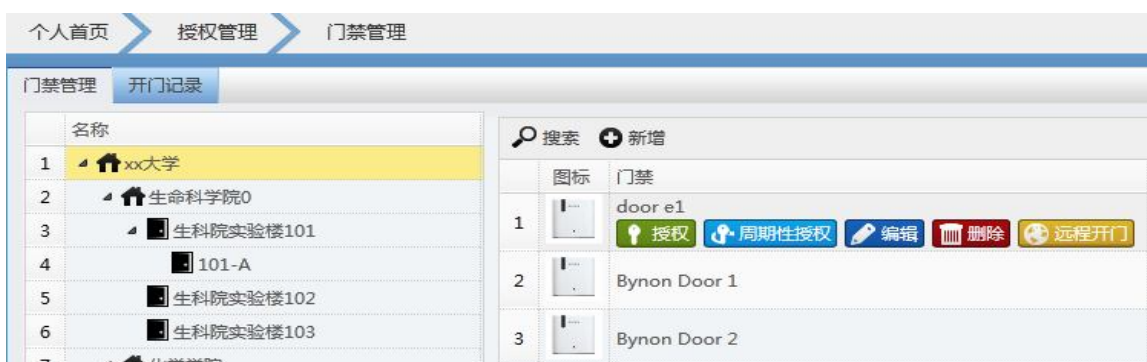 个人首页 授权管理 门禁管理
门禁管理 开门记录
名称
1 xx大学
2 生命科学院0
3 生科院实验楼101
4 101-A
5 生科院实验楼102
6 生科院实验楼103
搜索 新增
图标 门禁
1 door e1
授权 周期性授权 编辑 删除 远程开门
2 Bynon Door 1
3 Bynon Door 2